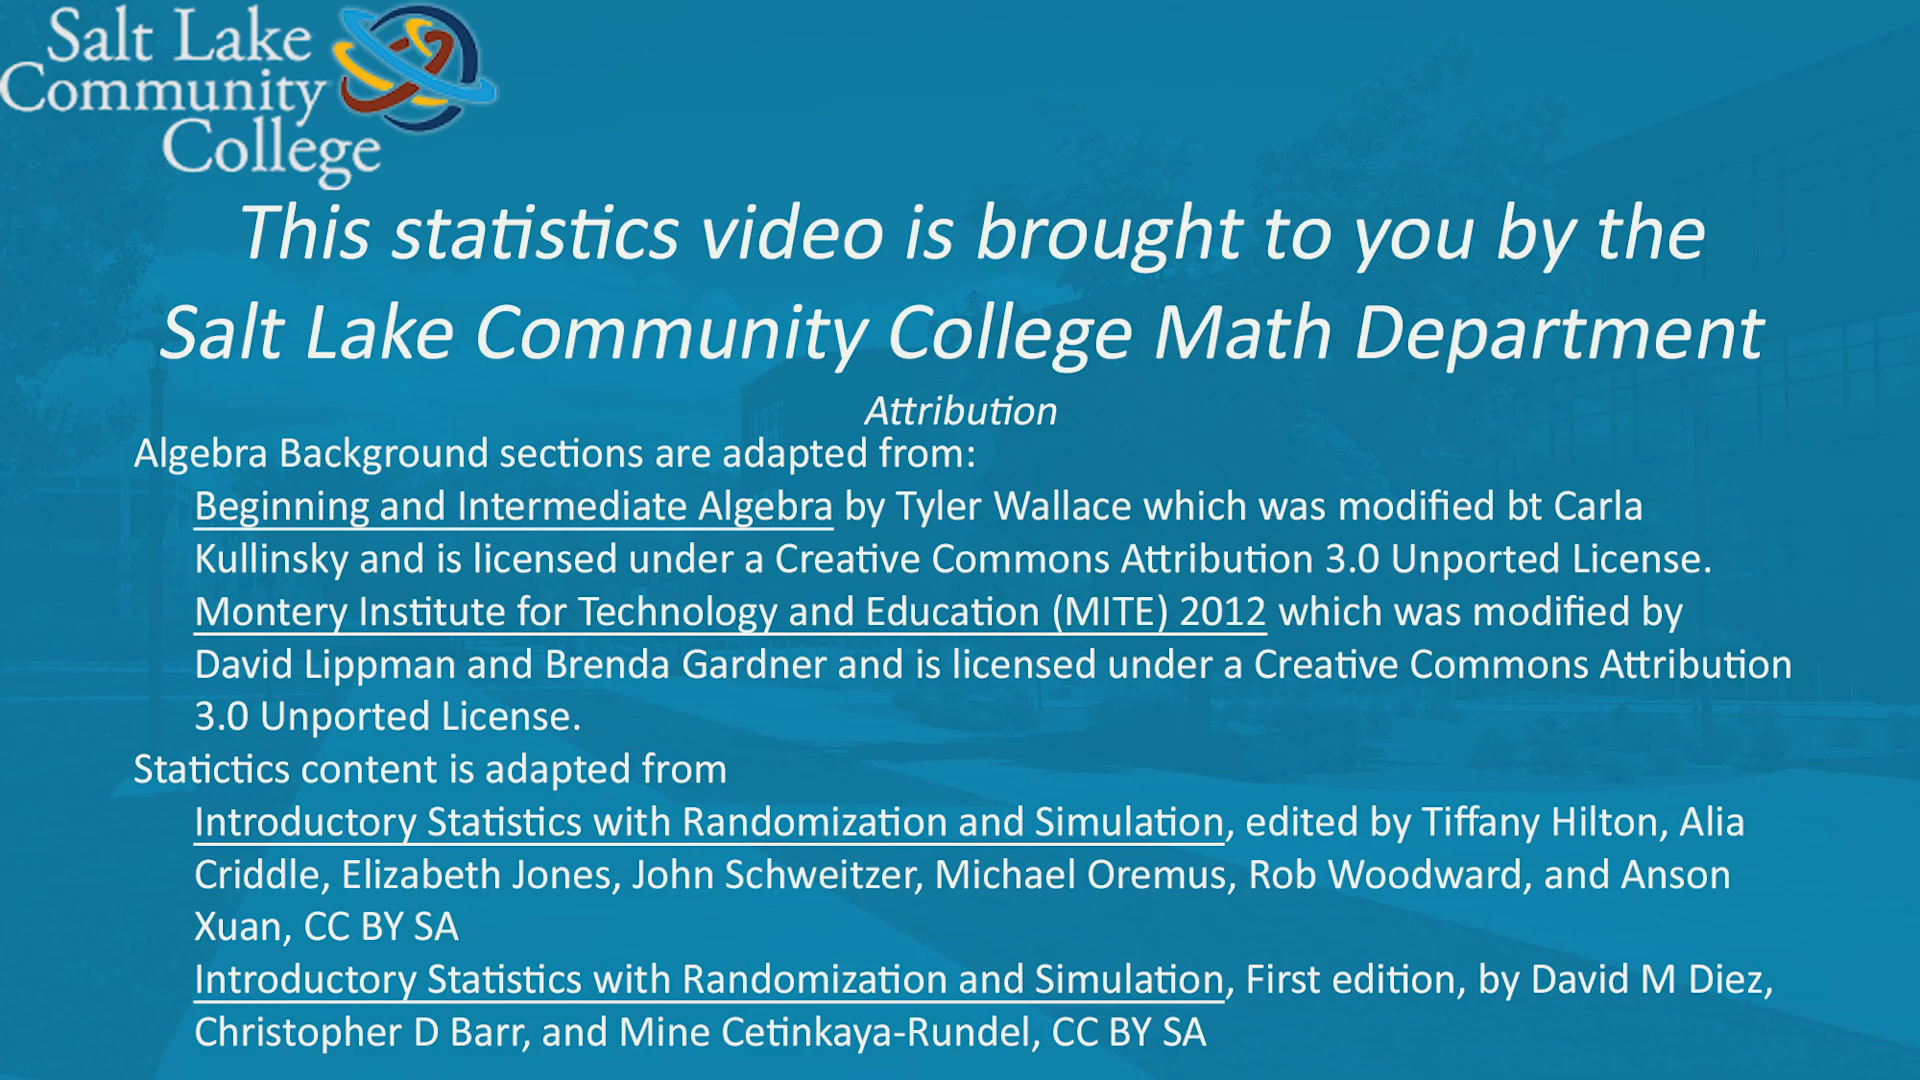 Salt Lake
Community
College
This statistics video is brought to you by the
Salt Lake Community College Math Department
Attribution
Algebra Background sections are adapted from:
Beginning and Intermediate Algebra by Tyler Wallace which was modified bt Carla
Kullinsky and is licensed under a Creative Commons Attribution 3.0 Unported License.
Montery Institute for Technology and Education (MITE) 2012 which was modified by
David Lippman and Brenda Gardner and is licensed under a Creative Commons Attribution
3.0 Unported License.
Statictics content is adapted from
Introductory Statistics with Randomization and Simulation, edited by Tiffany Hilton, Alia
Criddle, Elizabeth Jones, John Schweitzer, Michael Oremus, Rob Woodward, and Anson
Xuan, CC BY SA
Introductory Statistics with Randomization and Simulation, First edition, by David M Diez,
Christopher D Barr, and Mine Cetinkaya-Rundel, CC BY SA